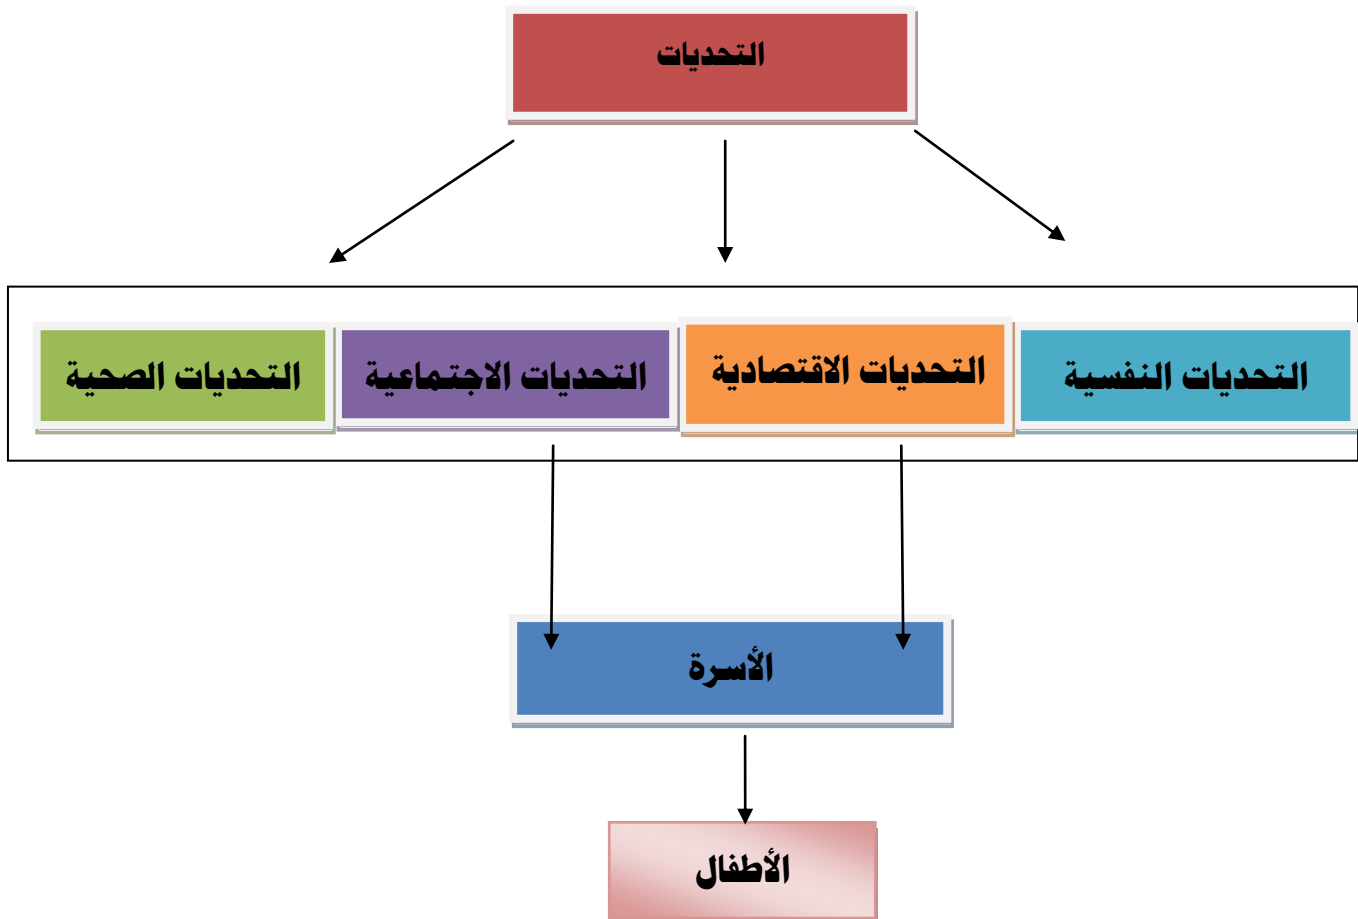 التحديات
التحديات النفسية
التحديات الاقتصادية
التحديات الاجتماعية
التحديات الصحية
الأسرة
الأطفال